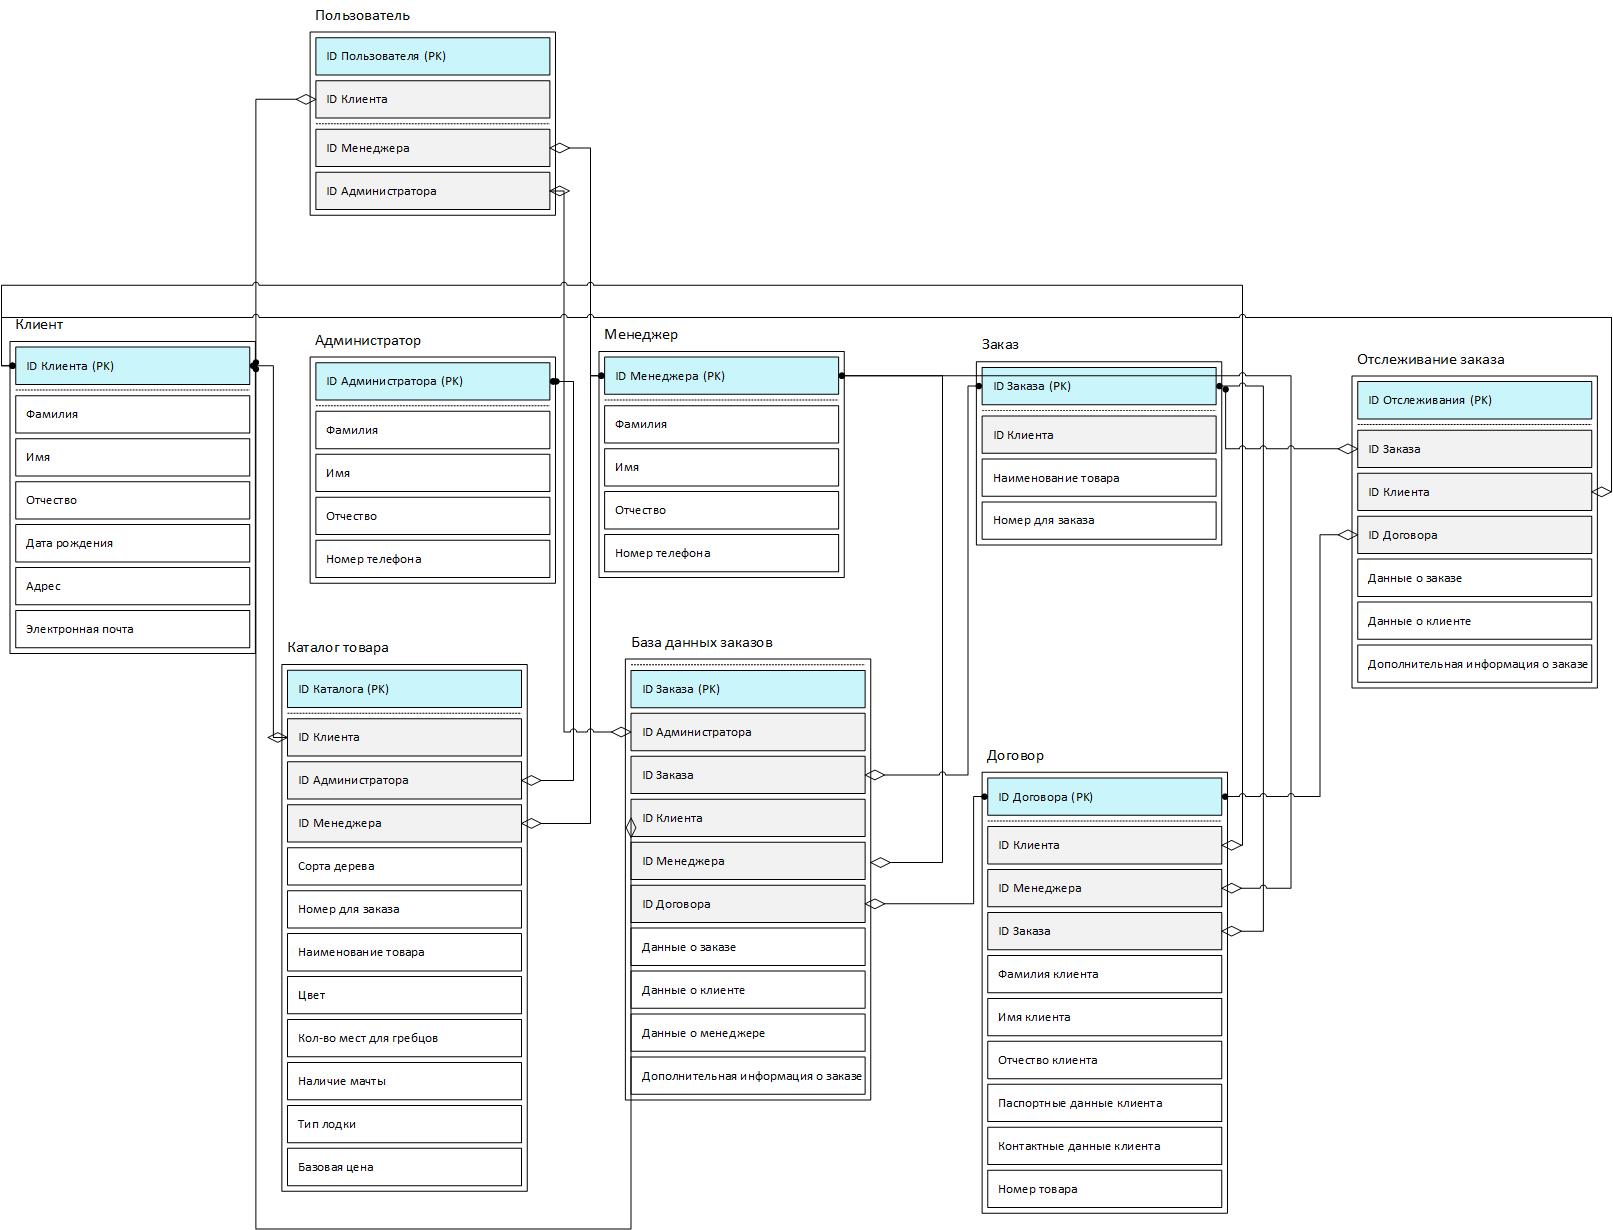 Пользователь
ID Пользователя (PK)
ID Клиента
ID Менеджера
ID Администратора
Клиент
ID Клиента (PK)
Фамилия
Имя
Отчество
Дата рождения
Адрес
Электронная почта
Администратор
ID Администратора (PK)
Фамилия
Имя
Отчество
Номер телефона
Менеджер
ID Менеджера (PK)
Фамилия
Имя
Отчество
Номер телефона
Заказ
ID Заказа (PK)
ID Клиента
Наименование товара
Номер для заказа
Отслеживание заказа
ID Отслеживания (PK)
ID Заказа
ID Клиента
ID Договора
Данные о заказе
Данные о клиенте
Дополнительная информация о заказе
Каталог товара
ID Каталога (PK)
ID Клиента
ID Администратора
ID Менеджера
Сорта дерева
Номер для заказа
Наименование товара
Цвет
Кол-во мест для гребцов
Наличие мачты
Тип лодки
Базовая цена
База данных заказов
ID Заказа (PK)
ID Администратора
ID Заказа
ID Клиента
ID Менеджера
ID Договора
Данные о заказе
Данные о клиенте
Данные о менеджере
Дополнительная информация о заказе
Договор
ID Договора (PK)
ID Клиента
ID Менеджера
ID Заказа
Фамилия клиента
Имя клиента
Отчество клиента
Паспортные данные клиента
Контактные данные клиента
Номер товара